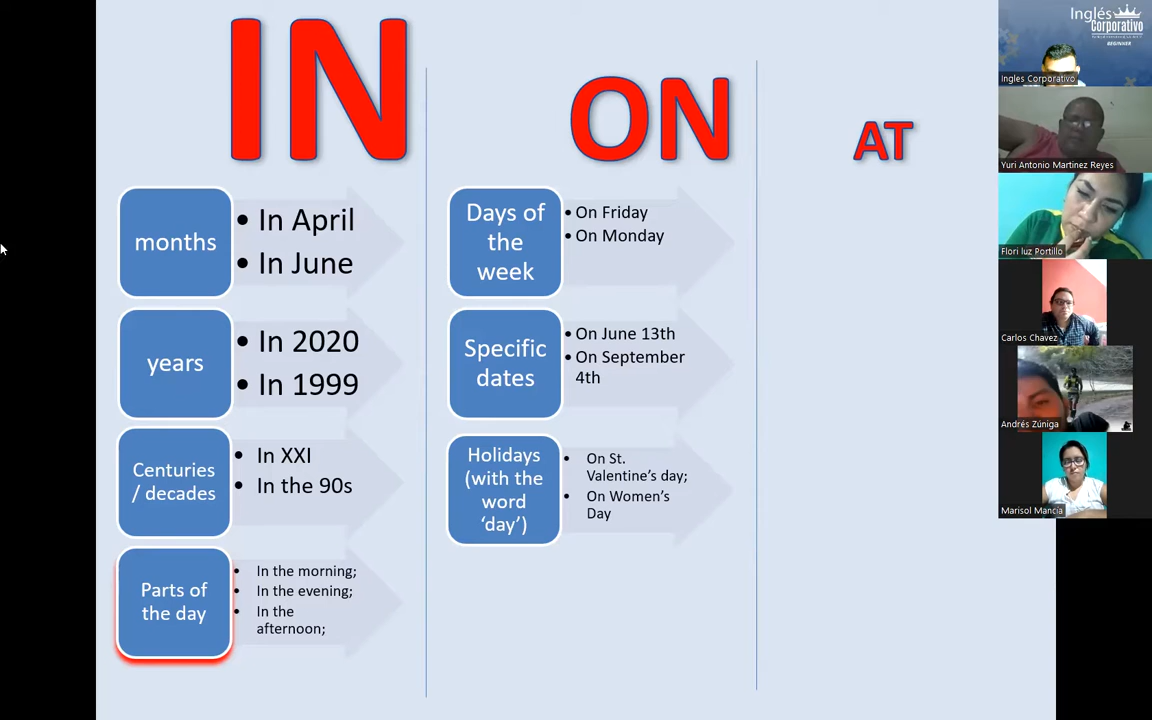 IN
months
• In April
• In June
years
• In 2020
• In 1999
Centuries
/ decades
• In XXI
• In the 90s
Parts of
the day
• In the morning;
• In the evening;
• In the
afternoon;
ON
Days of
the
week
• On Friday
• On Monday
Specific
dates
• On June 13th
• On September
4th
Holidays
(with the
word
‘day’)
• On St.
Valentine’s day;
• On Women’s
Day
AT
Inglés
Corporativo
BEGINNER
Ingles Corporativo
Yuri Antonio Martinez Reyes
Flori luz Portillo
Carlos Chavez
Andrés Zúniga
Marisol Mancía